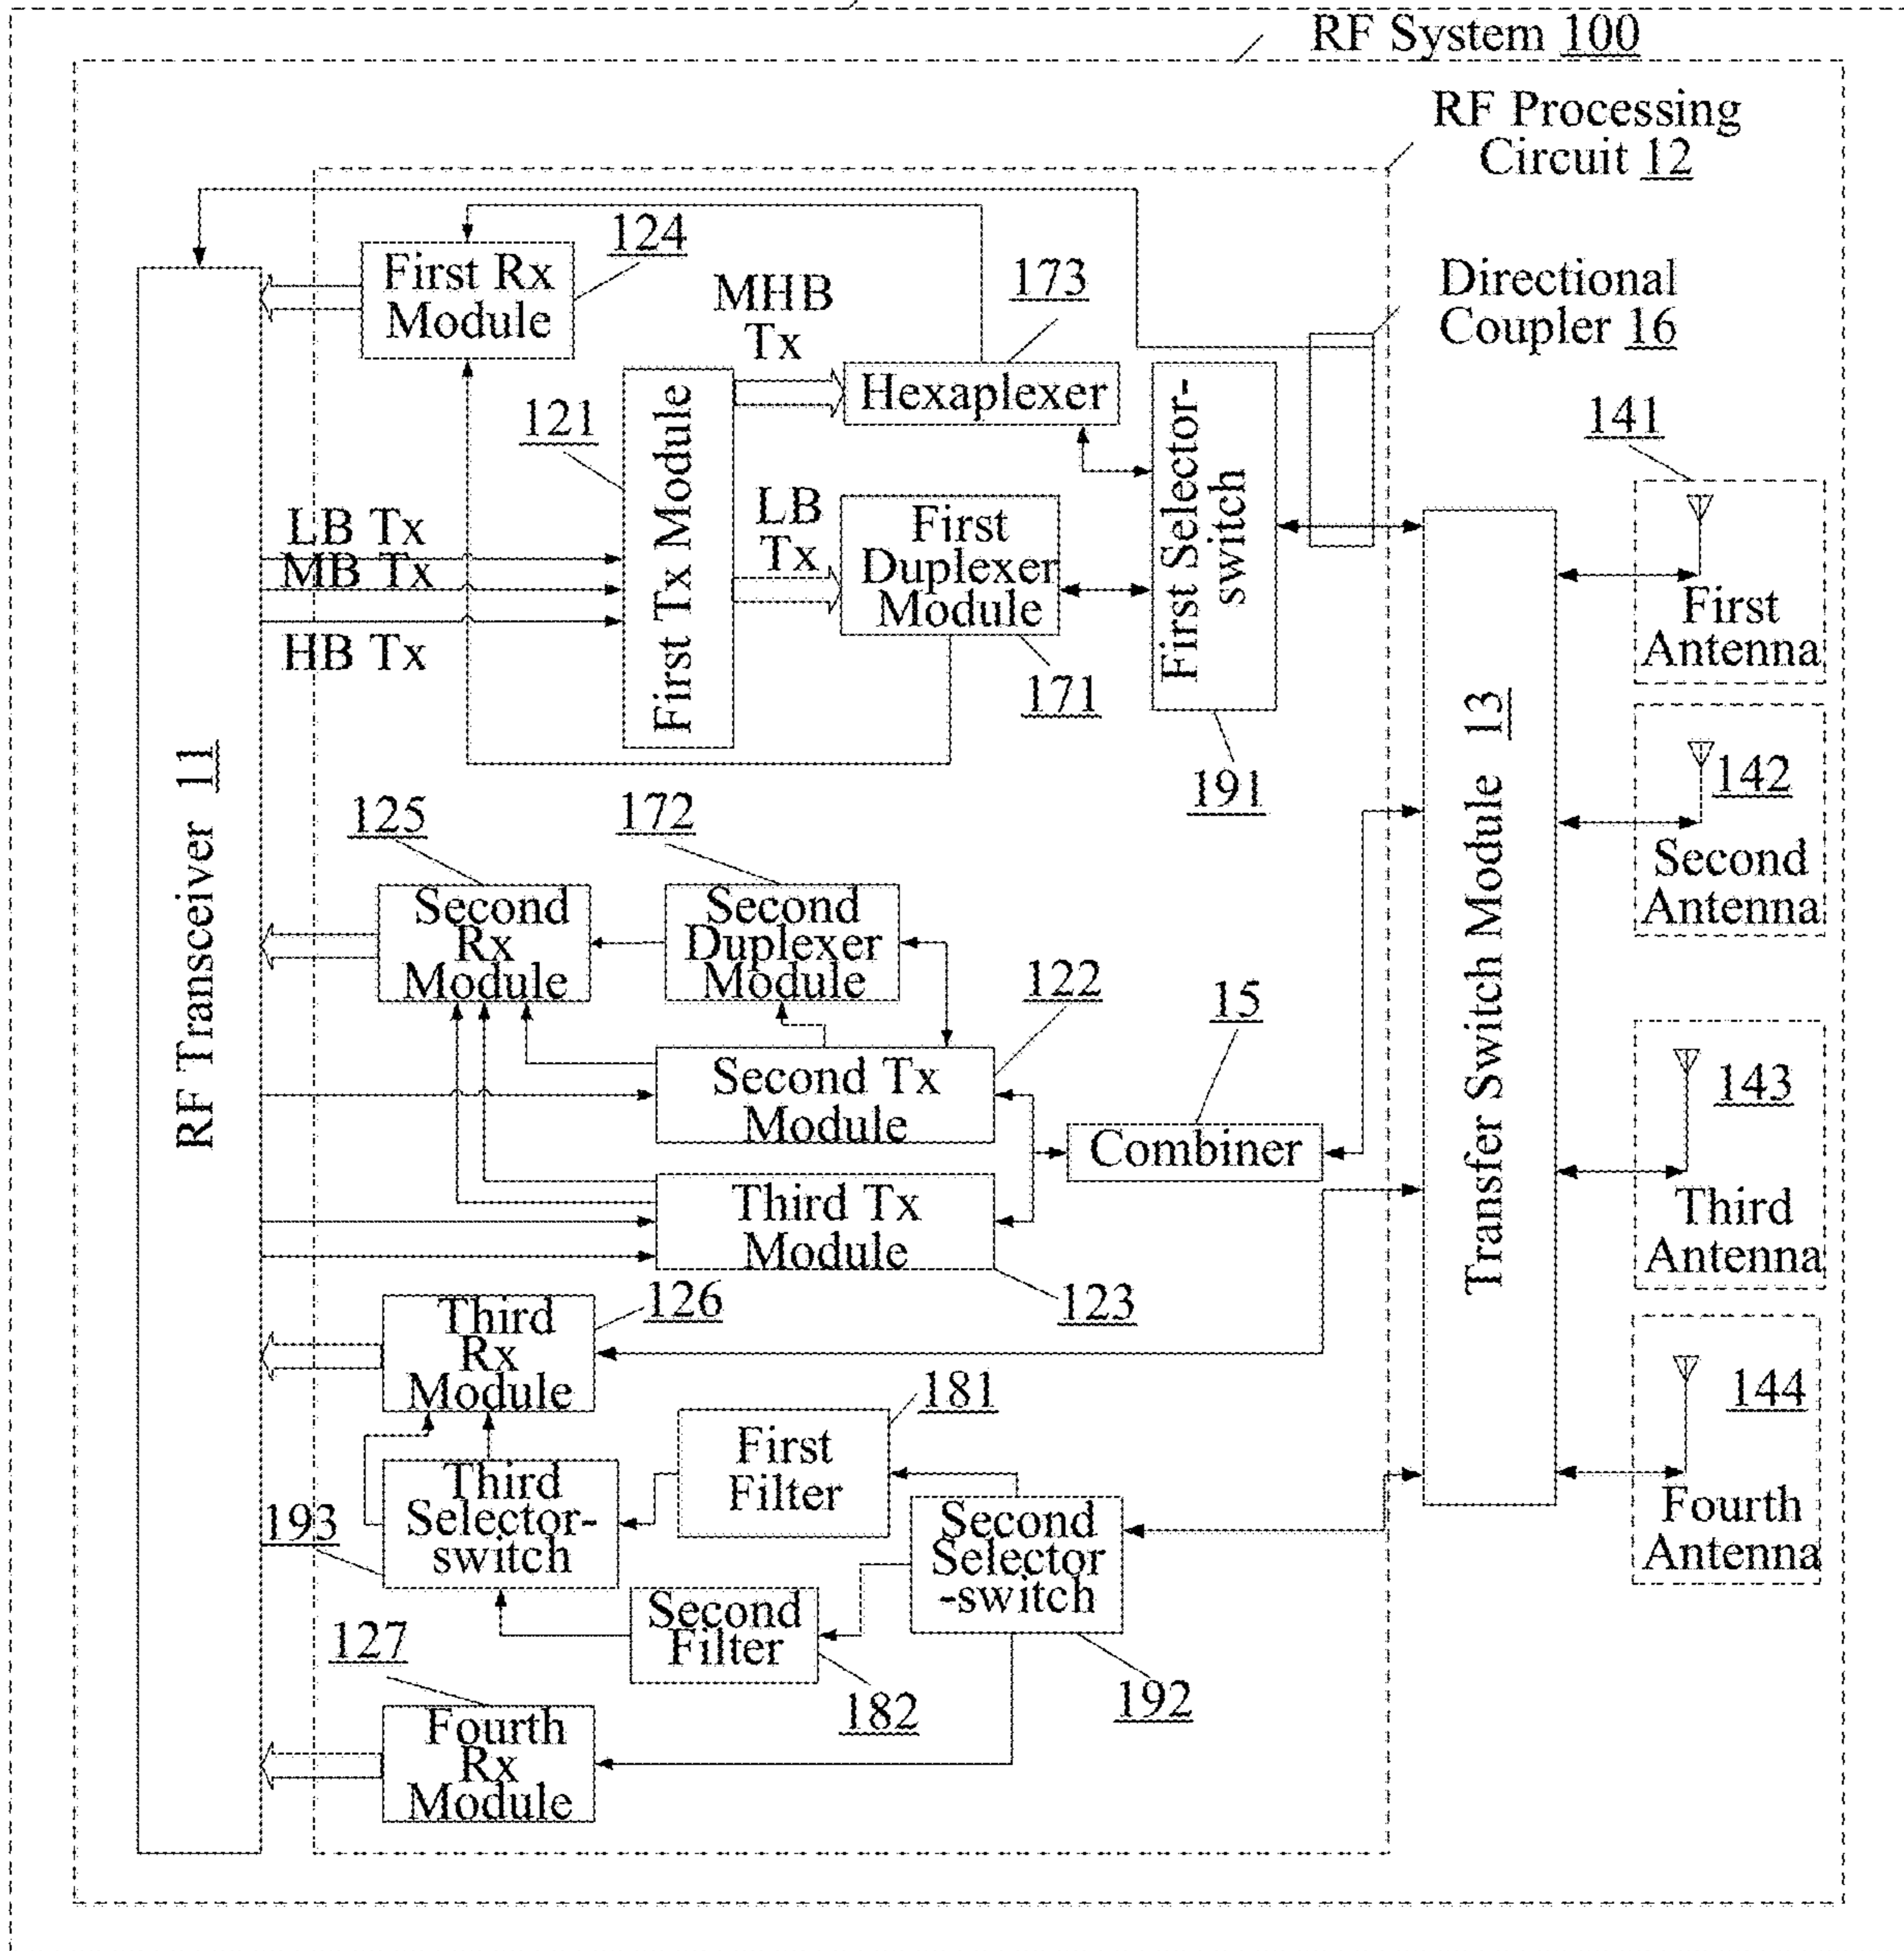 RF System 100
RF Processing
Circuit 12
124
First Rx
Module
MHB
Tx
173
Directional
Coupler 16
Hexaplexer
121
First Tx Module
First Selector-
switch
141
LB Tx
MB Tx
HB Tx
LB
Tx
First
Duplexer
Module
171
First
Antenna
191
RF Transceiver 11
Transfer Switch Module 13
142
Second
Antenna
125
172
Second
Rx
Module
Second
Duplexer
Module
122
15
Second Tx
Module
Combiner
143
Third
Antenna
Third Tx
Module
123
126
Third
Rx
Module
181
First
Filter
144
Fourth
Antenna
193
Third
Selector-
switch
Second
Selector
-switch
Second
Filter
127
182
192
Fourth
Rx
Module